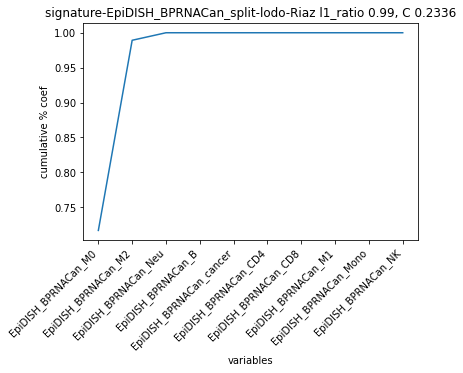 signature-EpiDISH_BPRNACan_split-lodo-Riaz l1_ratio 0.99, C 0.2336
cumulative % coef
1.00
0.95
0.90
0.85
0.80
0.75
EpiDISH_BPRNACan_M0
EpiDISH_BPRNACan_M2
EpiDISH_BPRNACan_Neu
EpiDISH_BPRNACan_B
EpiDISH_BPRNACan_cancer
EpiDISH_BPRNACan_CD4
EpiDISH_BPRNACan_CD8
EpiDISH_BPRNACan_M1
EpiDISH_BPRNACan_Mono
EpiDISH_BPRNACan_NK
variables